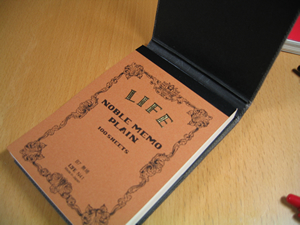 LIFE
NOBLE MEMO
PLAIN
100 SHEETS